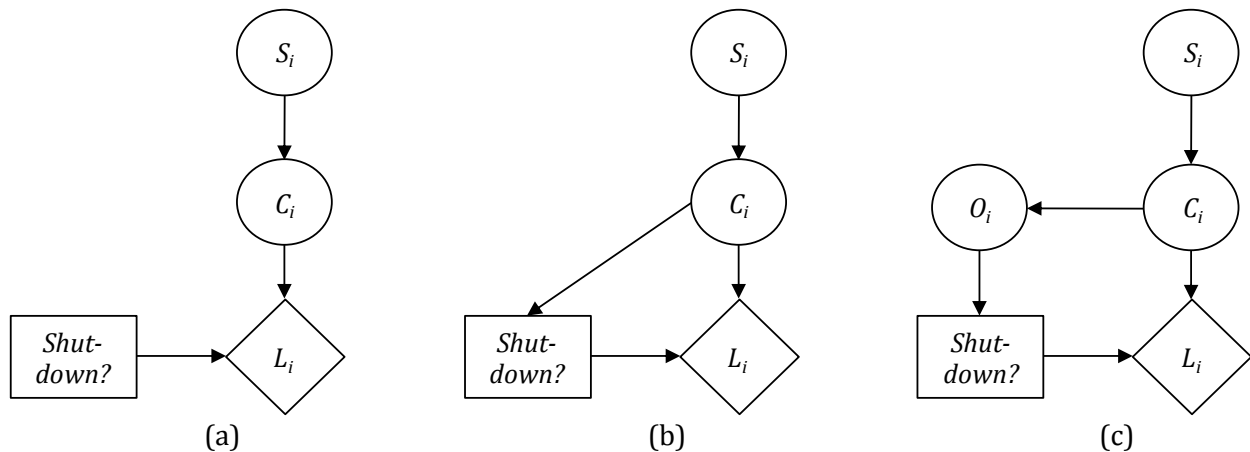 S_i S_i S_i
C_i C_i O_i C_i
Shut-
down? L_i Shut-
down? L_i Shut-
down? L_i
(a) (b) (c)